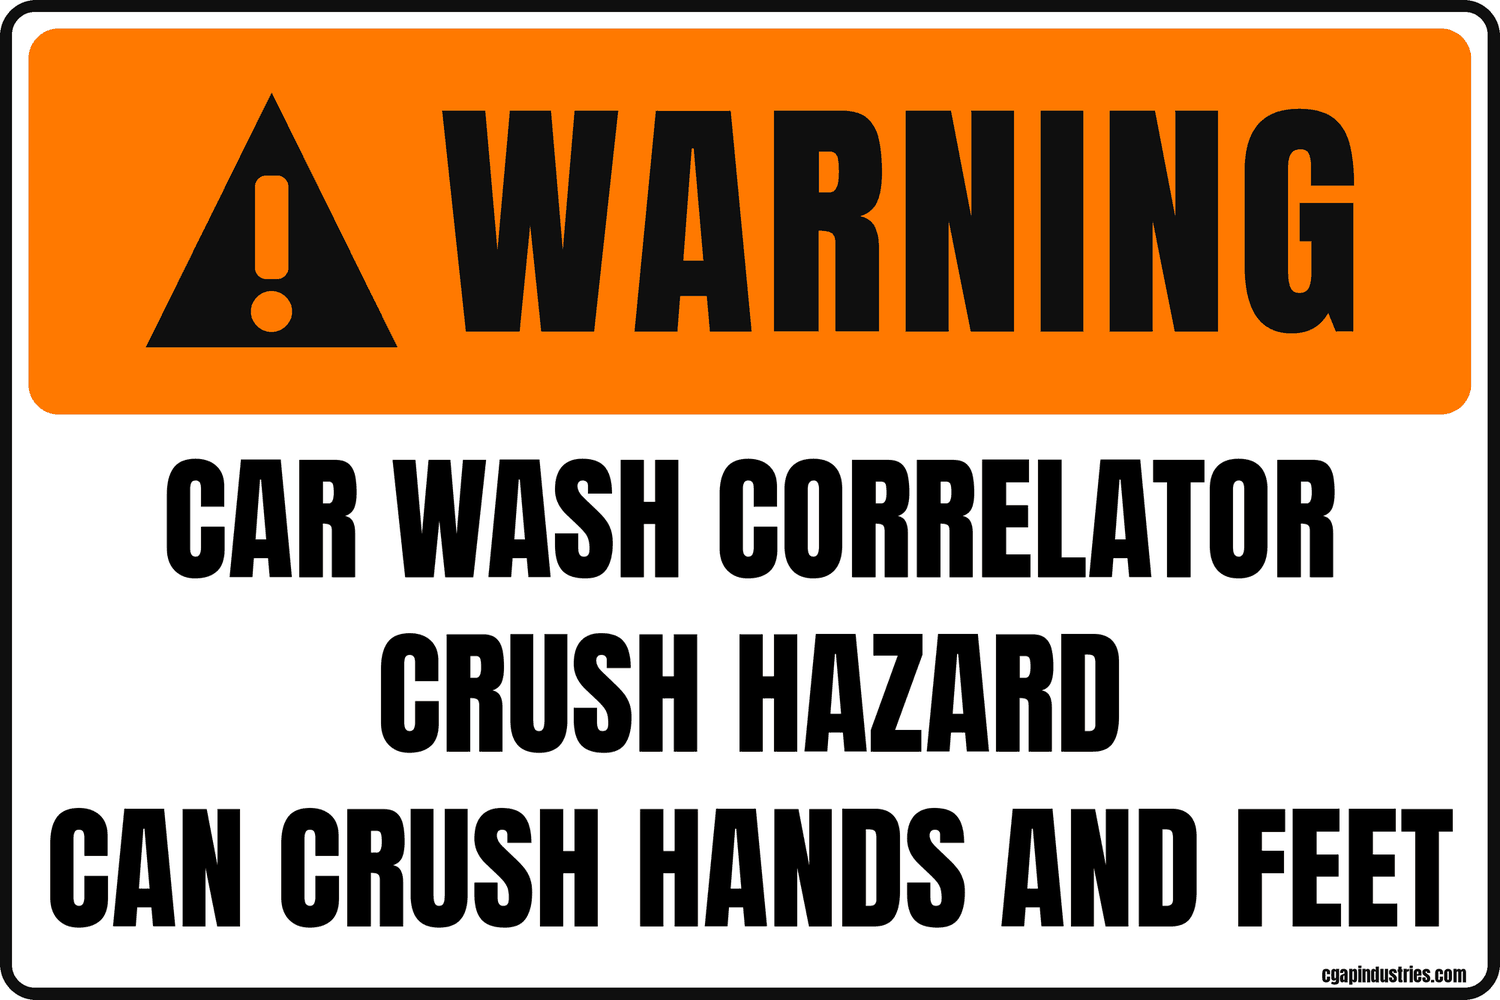 WARNING
CAR WASH CORRELATOR
CRUSH HAZARD
CAN CRUSH HANDS AND FEET
cgapindustries.com